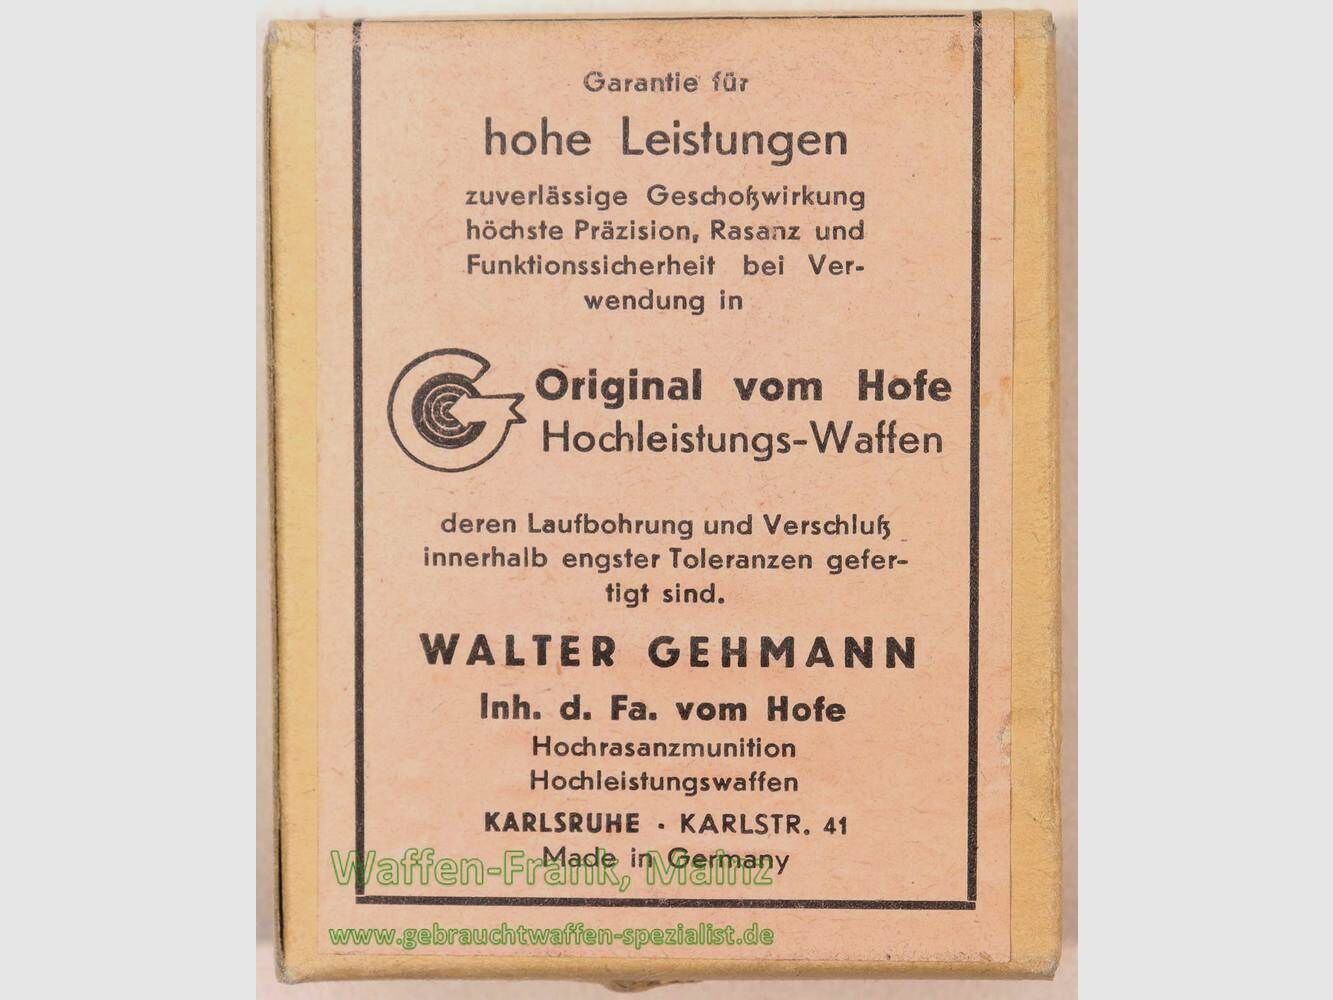 Garantie für
hohe Leistungen
zuverlässige Geschoßwirkung
höchste Präzision, Rasanz und
Funktionssicherheit bei Ver-
wendung in
Original vom Hofe
Hochleistungs-Waffen
deren Laufbohrung und Verschluß
innerhalb engster Toleranzen gefer-
tigt sind.
WALTER GEHMANN
Inh. d. Fa. vom Hofe
Hochrasanzmunition
Hochleistungswaffen
KARLSRUHE · KARLSTR. 41
Made in Germany
Waffen-Frank, Mainz
www.gebrauchtwaffen-spezialist.de